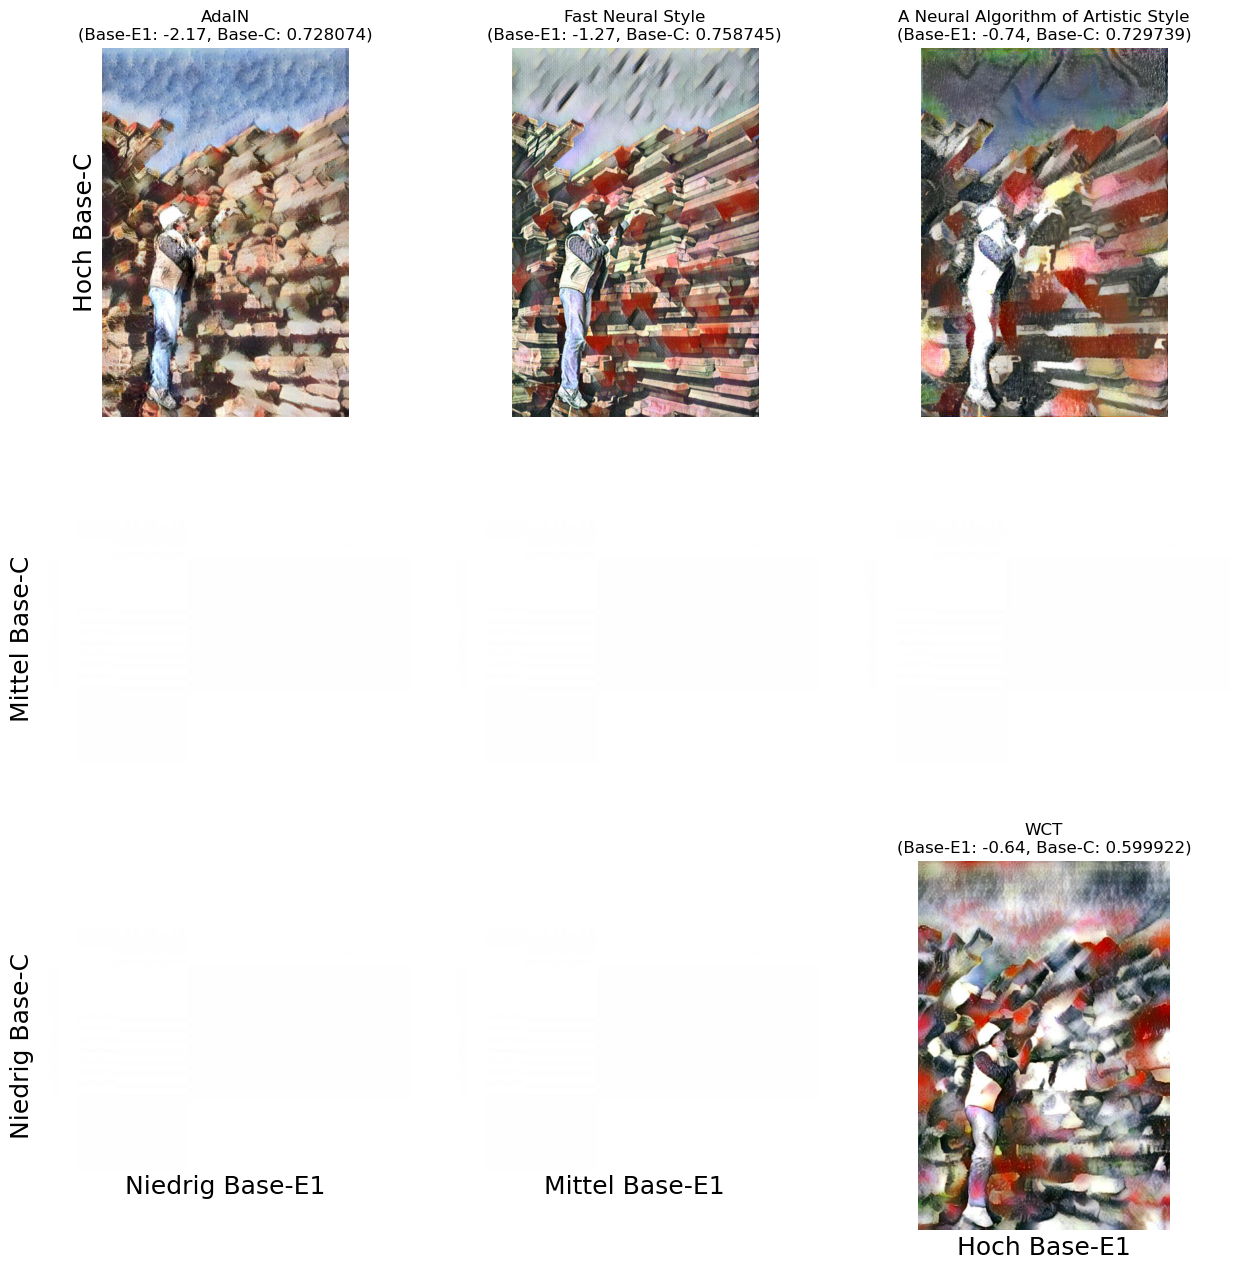 AdaIN
(Base-E1: -2.17, Base-C: 0.728074)
Fast Neural Style
(Base-E1: -1.27, Base-C: 0.758745)
A Neural Algorithm of Artistic Style
(Base-E1: -0.74, Base-C: 0.729739)
Hoch Base-C
Mittel Base-C
WCT
(Base-E1: -0.64, Base-C: 0.599922)
Niedrig Base-C
Niedrig Base-E1
Mittel Base-E1
Hoch Base-E1